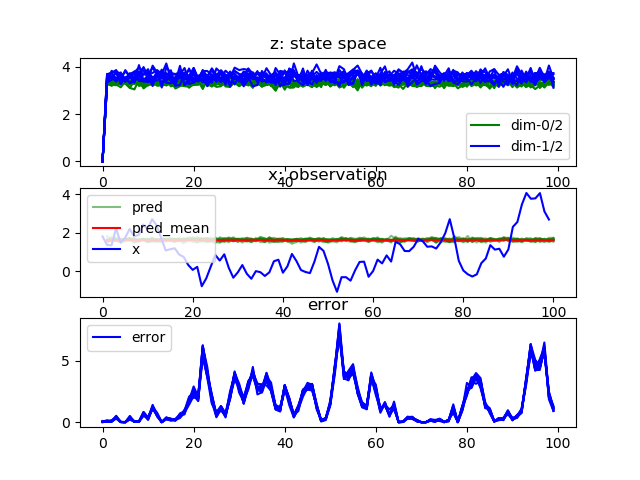 z: state space
4
2
0
dim-0/2
dim-1/2
0 20 40 60 80 100
x: observation
4
2
0
pred
pred_mean
x
0 20 40 60 80 100
error
5
0
error
0 20 40 60 80 100